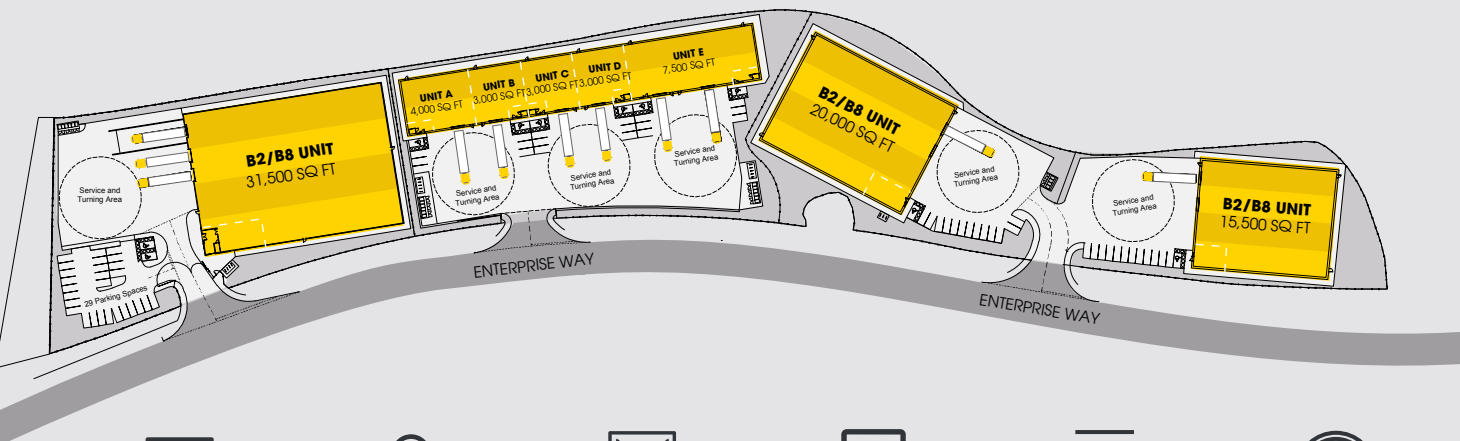 B2/B8 UNIT
31,500 SQ FT
Service and
Turning Area
29 Parking Spaces
UNIT A
4,000 SQ FT
UNIT B
3,000 SQ FT
UNIT C
3,000 SQ FT
UNIT D
3,000 SQ FT
UNIT E
7,500 SQ FT
Service and
Turning Area
Service and
Turning Area
Service and
Turning Area
ENTERPRISE WAY
B2/B8 UNIT
20,000 SQ FT
Service and
Turning Area
Service and
Turning Area
B2/B8 UNIT
15,500 SQ FT
ENTERPRISE WAY